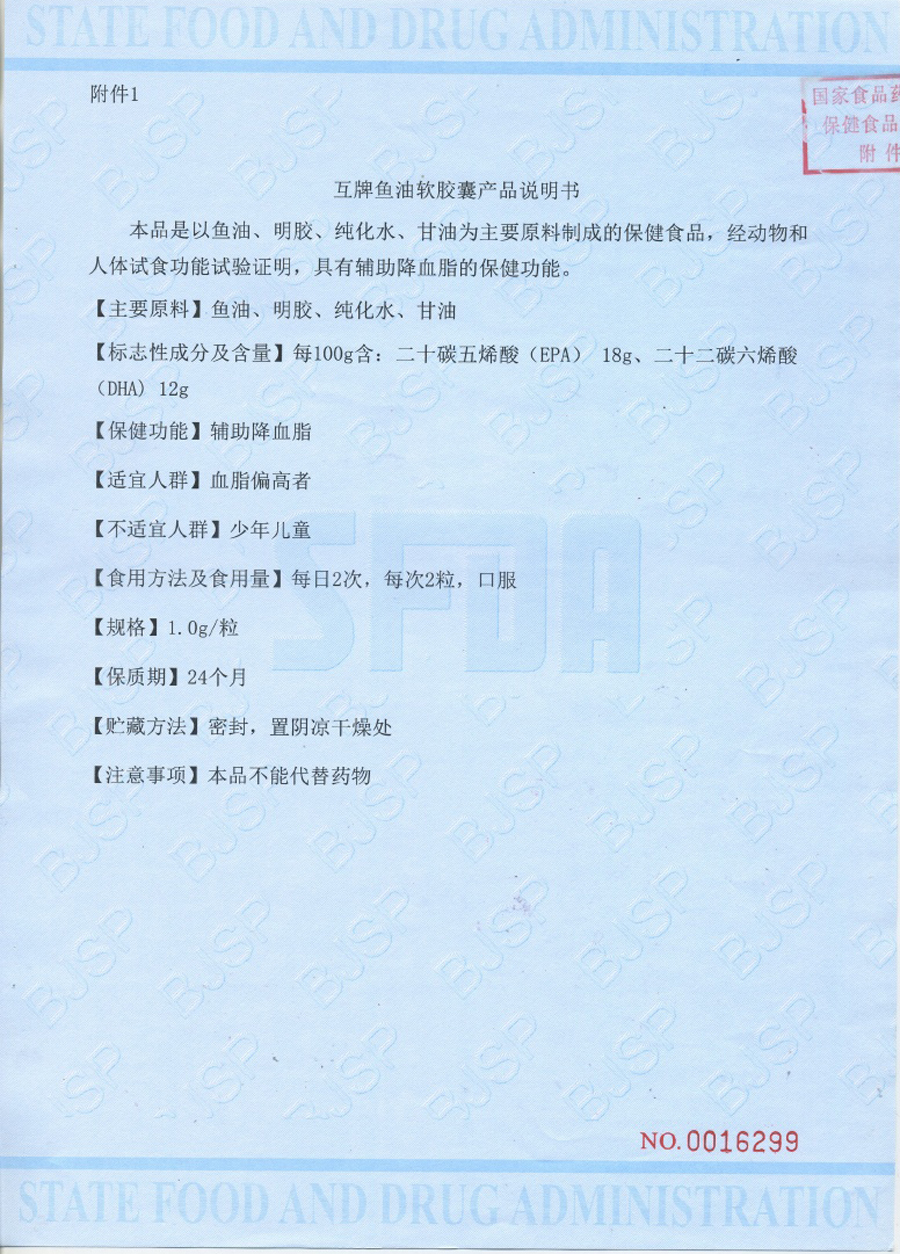 STATE FOOD AND DRUG ADMINISTRATION
附件1
国家食品药
保健食品
附件
互牌鱼油软胶囊产品说明书
本品是以鱼油、明胶、纯化水、甘油为主要原料制成的保健食品，经动物和
人体试食功能试验证明，具有辅助降血脂的保健功能。
【主要原料】鱼油、明胶、纯化水、甘油
【标志性成分及含量】每100g含：二十碳五烯酸（EPA） 18g、二十二碳六烯酸
（DHA）12g
【保健功能】辅助降血脂
【适宜人群】血脂偏高者
【不适宜人群】少年儿童
【食用方法及食用量】每日2次，每次2粒，口服
【规格】1.0g/粒
【保质期】24个月
【贮藏方法】密封，置阴凉干燥处
【注意事项】本品不能代替药物
SFDA
BJSP
NO.0016299
STATE FOOD AND DRUG ADMINISTRATION